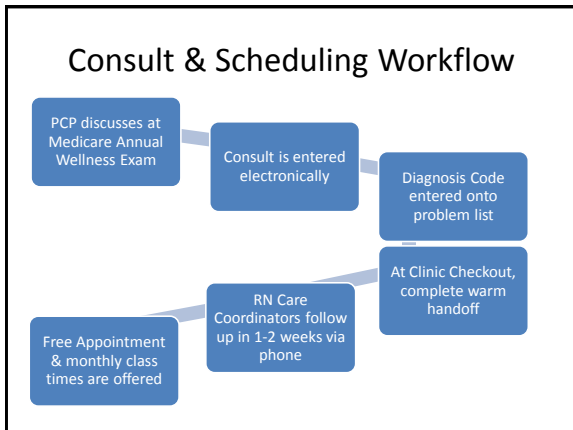 Consult & Scheduling Workflow
PCP discusses at
Medicare Annual
Wellness Exam
Consult is entered
electronically
Diagnosis Code
entered onto
problem list
At Clinic Checkout,
complete warm
handoff
RN Care
Coordinators follow
up in 1-2 weeks via
phone
Free Appointment
& monthly class
times are offered